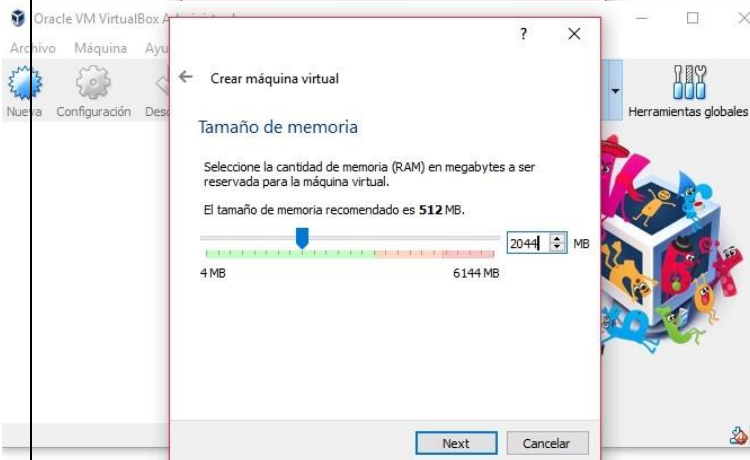 Oracle VM VirtualBox
?
Archivo Máquina Ayu
Crear máquina virtual
Nueva Configuración Desc
Herramientas globales
Tamaño de memoria
Seleccione la cantidad de memoria (RAM) en megabytes a ser
reservada para la máquina virtual.
El tamaño de memoria recomendado es 512 MB.
2044 MB
4 MB 6144 MB
Next Cancelar